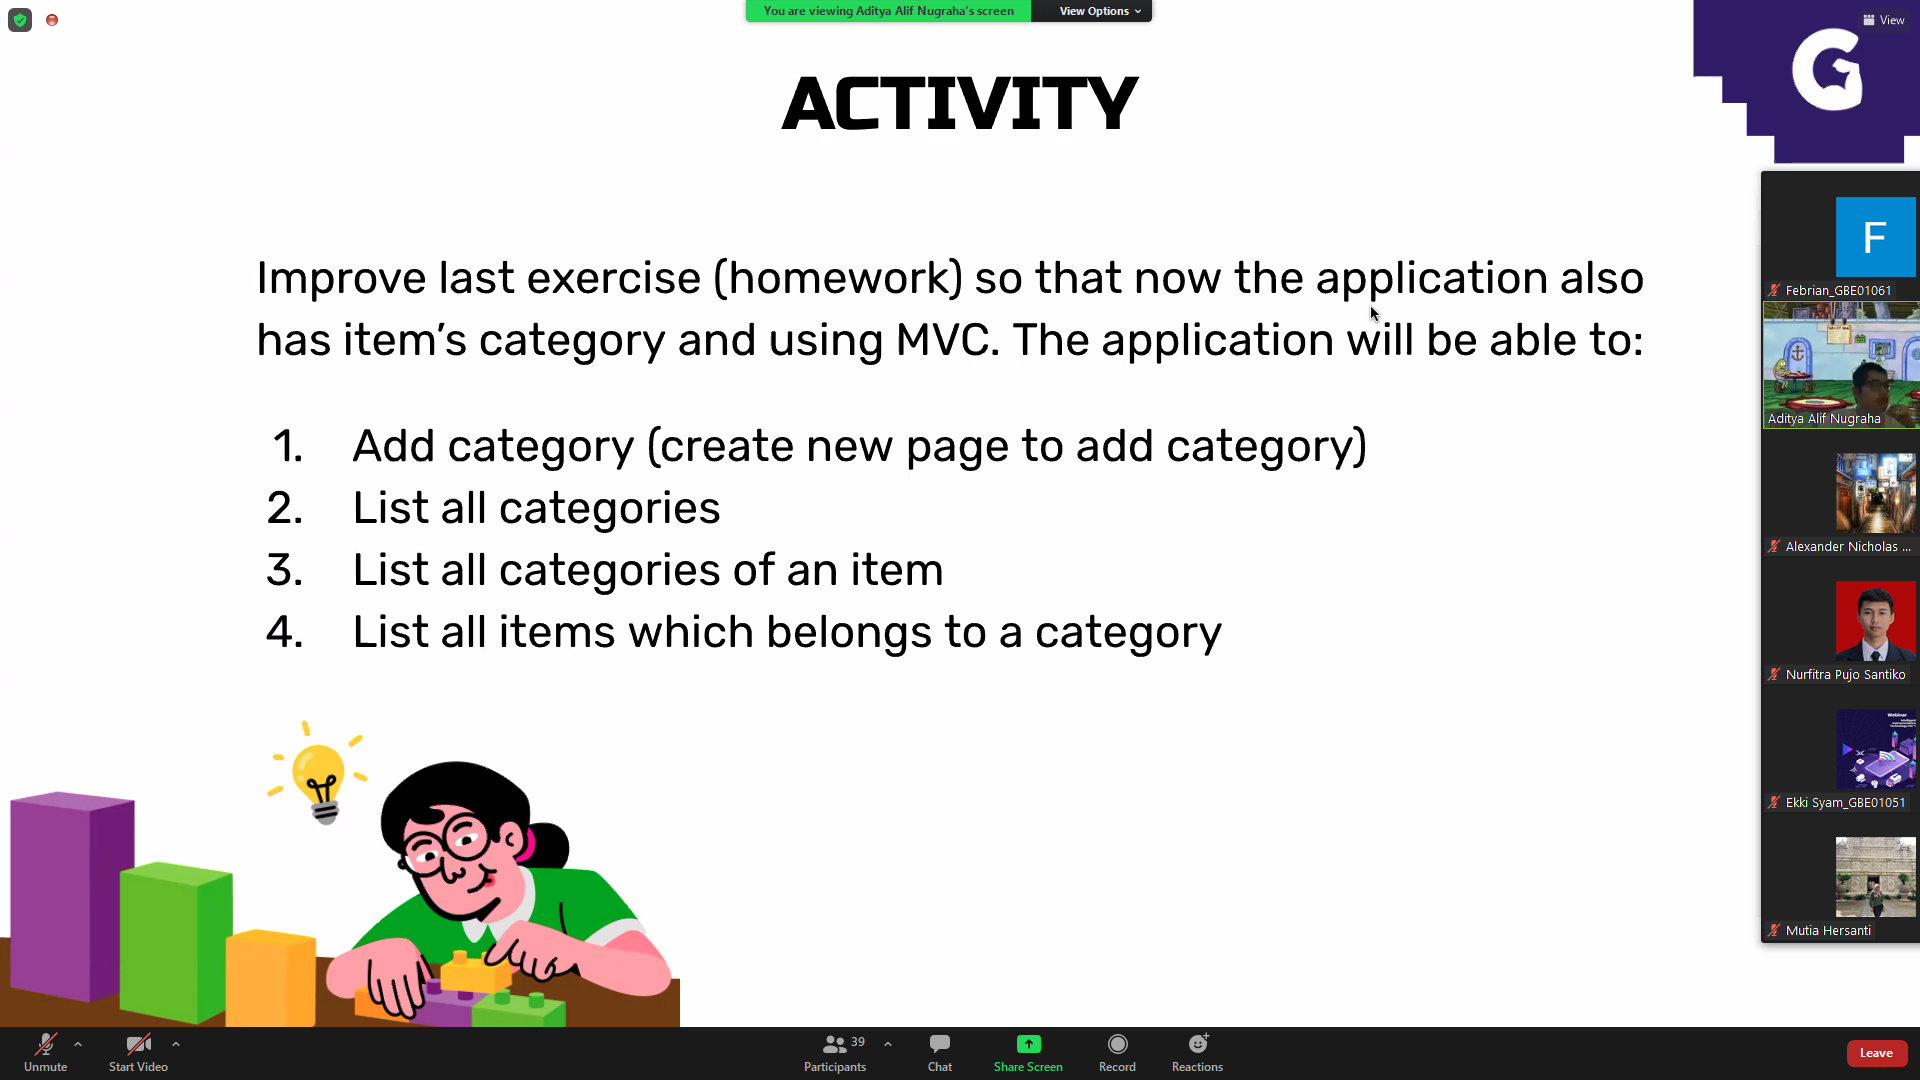 You are viewing Aditya Alif Nugraha's screen
View Options
View
G
ACTIVITY
Improve last exercise (homework) so that now the application also
has item’s category and using MVC. The application will be able to:
1. Add category (create new page to add category)
2. List all categories
3. List all categories of an item
4. List all items which belongs to a category
F
Febrian_GBE01061
Aditya Alif Nugraha
Alexander Nicholas ...
Nurfitra Pujo Santiko
Webinar
Ekki Syam_GBE01051
Mutia Hersanti
Unmute
Start Video
39
Participants
Chat
Share Screen
Record
Reactions
Leave